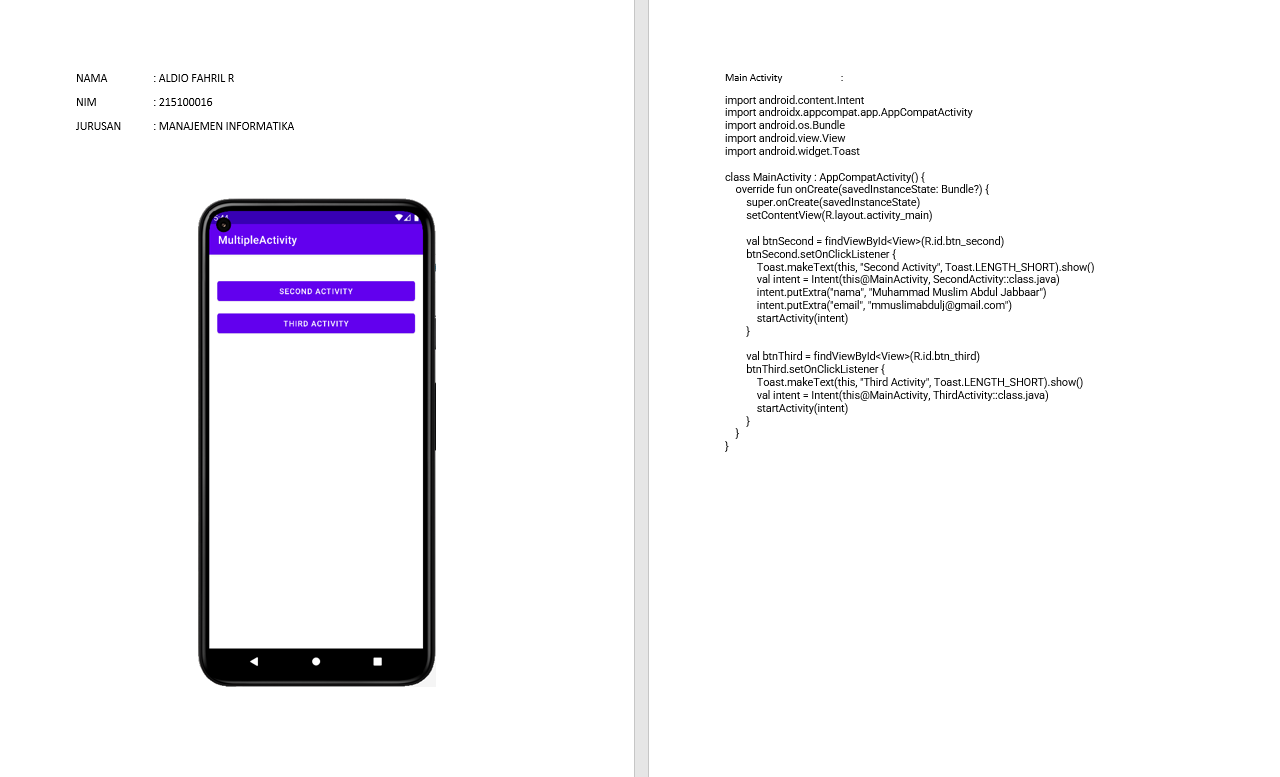 NAMA : ALDIO FAHRIL R
NIM : 215100016
JURUSAN : MANAJEMEN INFORMATIKA
MultipleActivity
SECOND ACTIVITY
THIRD ACTIVITY
Main Activity :
import android.content.Intent
import androidx.appcompat.app.AppCompatActivity
import android.os.Bundle
import android.view.View
import android.widget.Toast
class MainActivity : AppCompatActivity() {
override fun onCreate(savedInstanceState: Bundle?) {
super.onCreate(savedInstanceState)
setContentView(R.layout.activity_main)
val btnSecond = findViewById<View>(R.id.btn_second)
btnSecond.setOnClickListener {
Toast.makeText(this, "Second Activity", Toast.LENGTH_SHORT).show()
val intent = Intent(this@MainActivity, SecondActivity::class.java)
intent.putExtra("nama", "Muhammad Muslim Abdul Jabbaar")
intent.putExtra("email", "mmuslimabdulj@gmail.com")
startActivity(intent)
}
val btnThird = findViewById<View>(R.id.btn_third)
btnThird.setOnClickListener {
Toast.makeText(this, "Third Activity", Toast.LENGTH_SHORT).show()
val intent = Intent(this@MainActivity, ThirdActivity::class.java)
startActivity(intent)
}
}
}